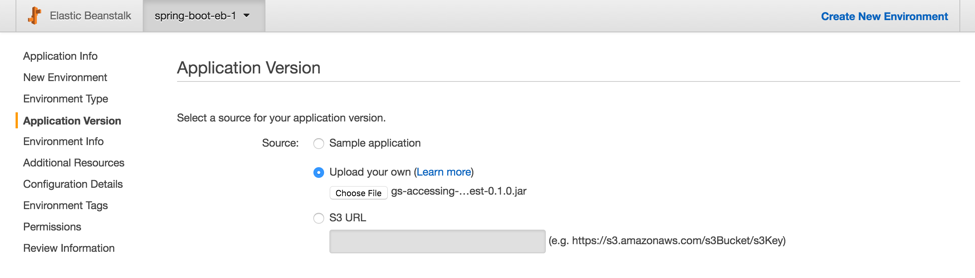 Elastic Beanstalk spring-boot-eb-1 Create New Environment
Application Info
New Environment
Environment Type
Application Version
Environment Info
Additional Resources
Configuration Details
Environment Tags
Permissions
Review Information
Application Version
Select a source for your application version.
Source: Sample application
Upload your own (Learn more)
Choose File gs-accessing-...est-0.1.0.jar
S3 URL
(e.g. https://s3.amazonaws.com/s3Bucket/s3Key)